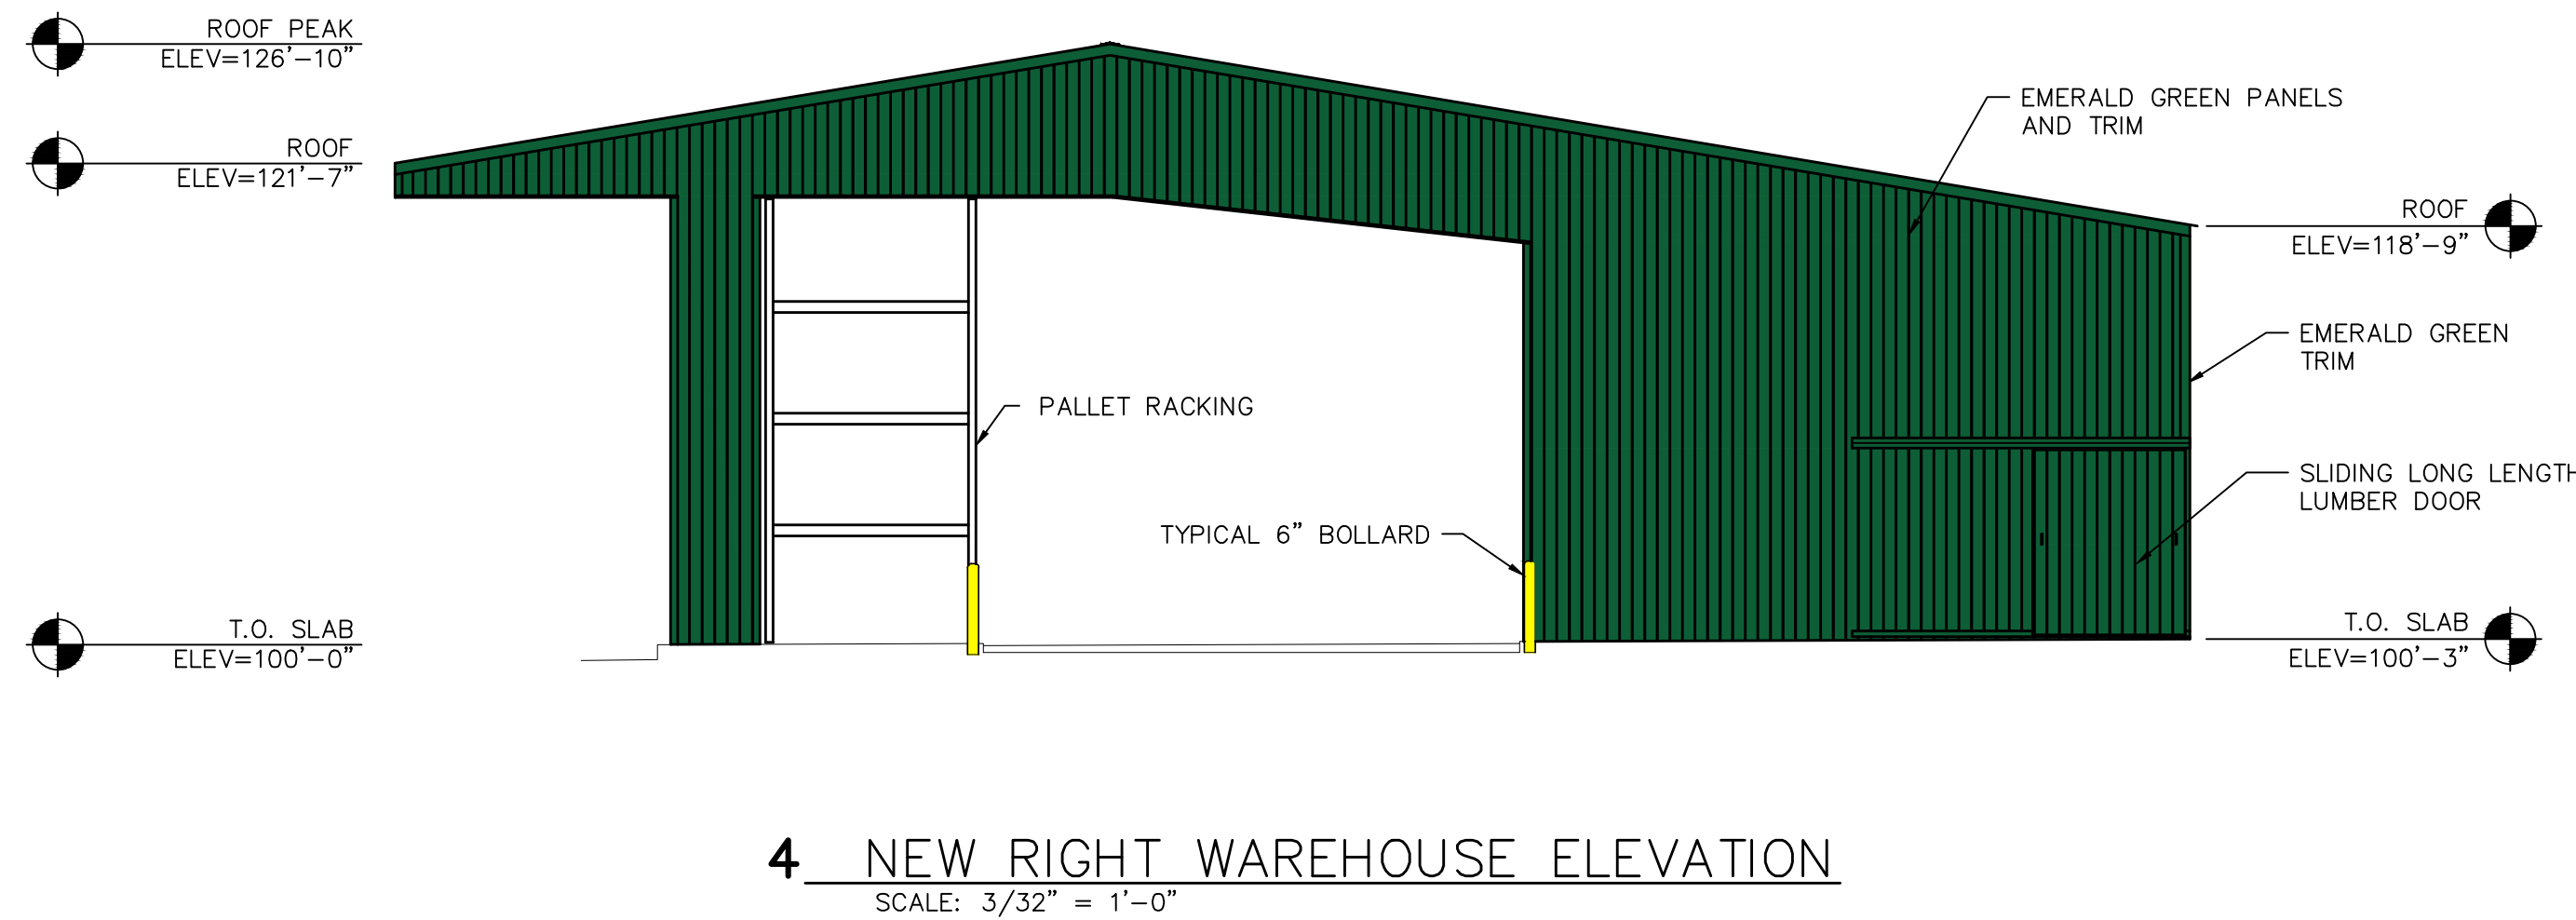 ROOF PEAK
ELEV=126'-10"
ROOF
ELEV=121'-7"
EMERALD GREEN PANELS
AND TRIM
ROOF
ELEV=118'-9"
EMERALD GREEN
TRIM
PALLET RACKING
SLIDING LONG LENGTH
LUMBER DOOR
TYPICAL 6" BOLLARD
T.O. SLAB
ELEV=100'-0"
T.O. SLAB
ELEV=100'-3"
4 NEW RIGHT WAREHOUSE ELEVATION
SCALE: 3/32" = 1'-0"